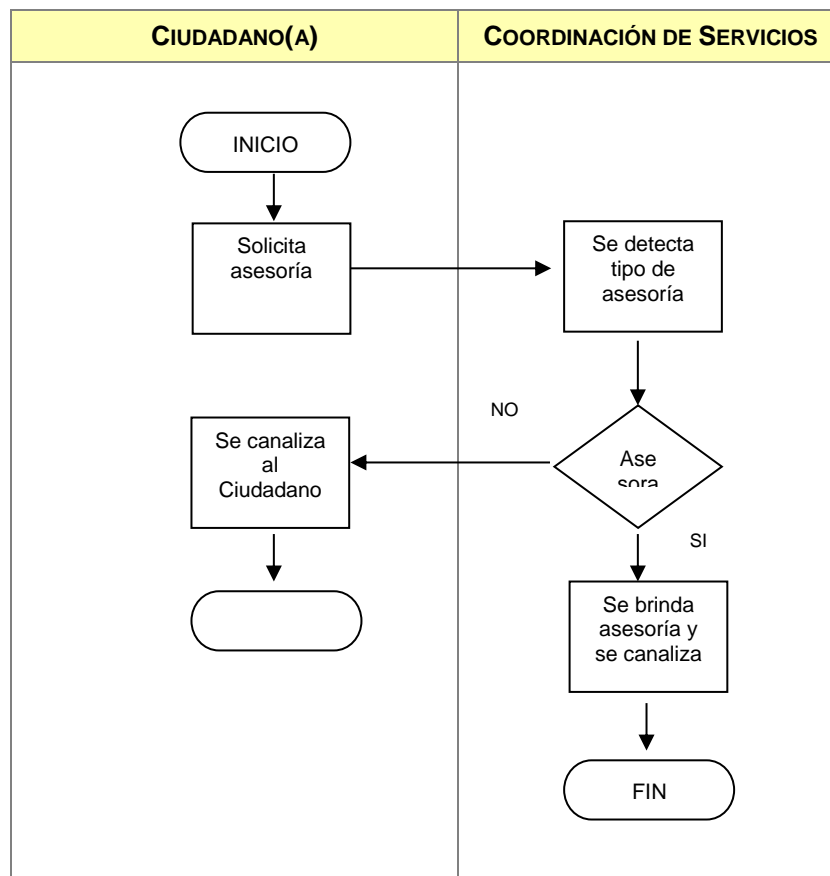 CIUDADANO(A)
COORDINACIÓN DE SERVICIOS
INICIO
Solicita
asesoría
Se detecta
tipo de
asesoría
NO
Se canaliza
al
Ciudadano
Ase
sora
SI
Se brinda
asesoría y
se canaliza
FIN